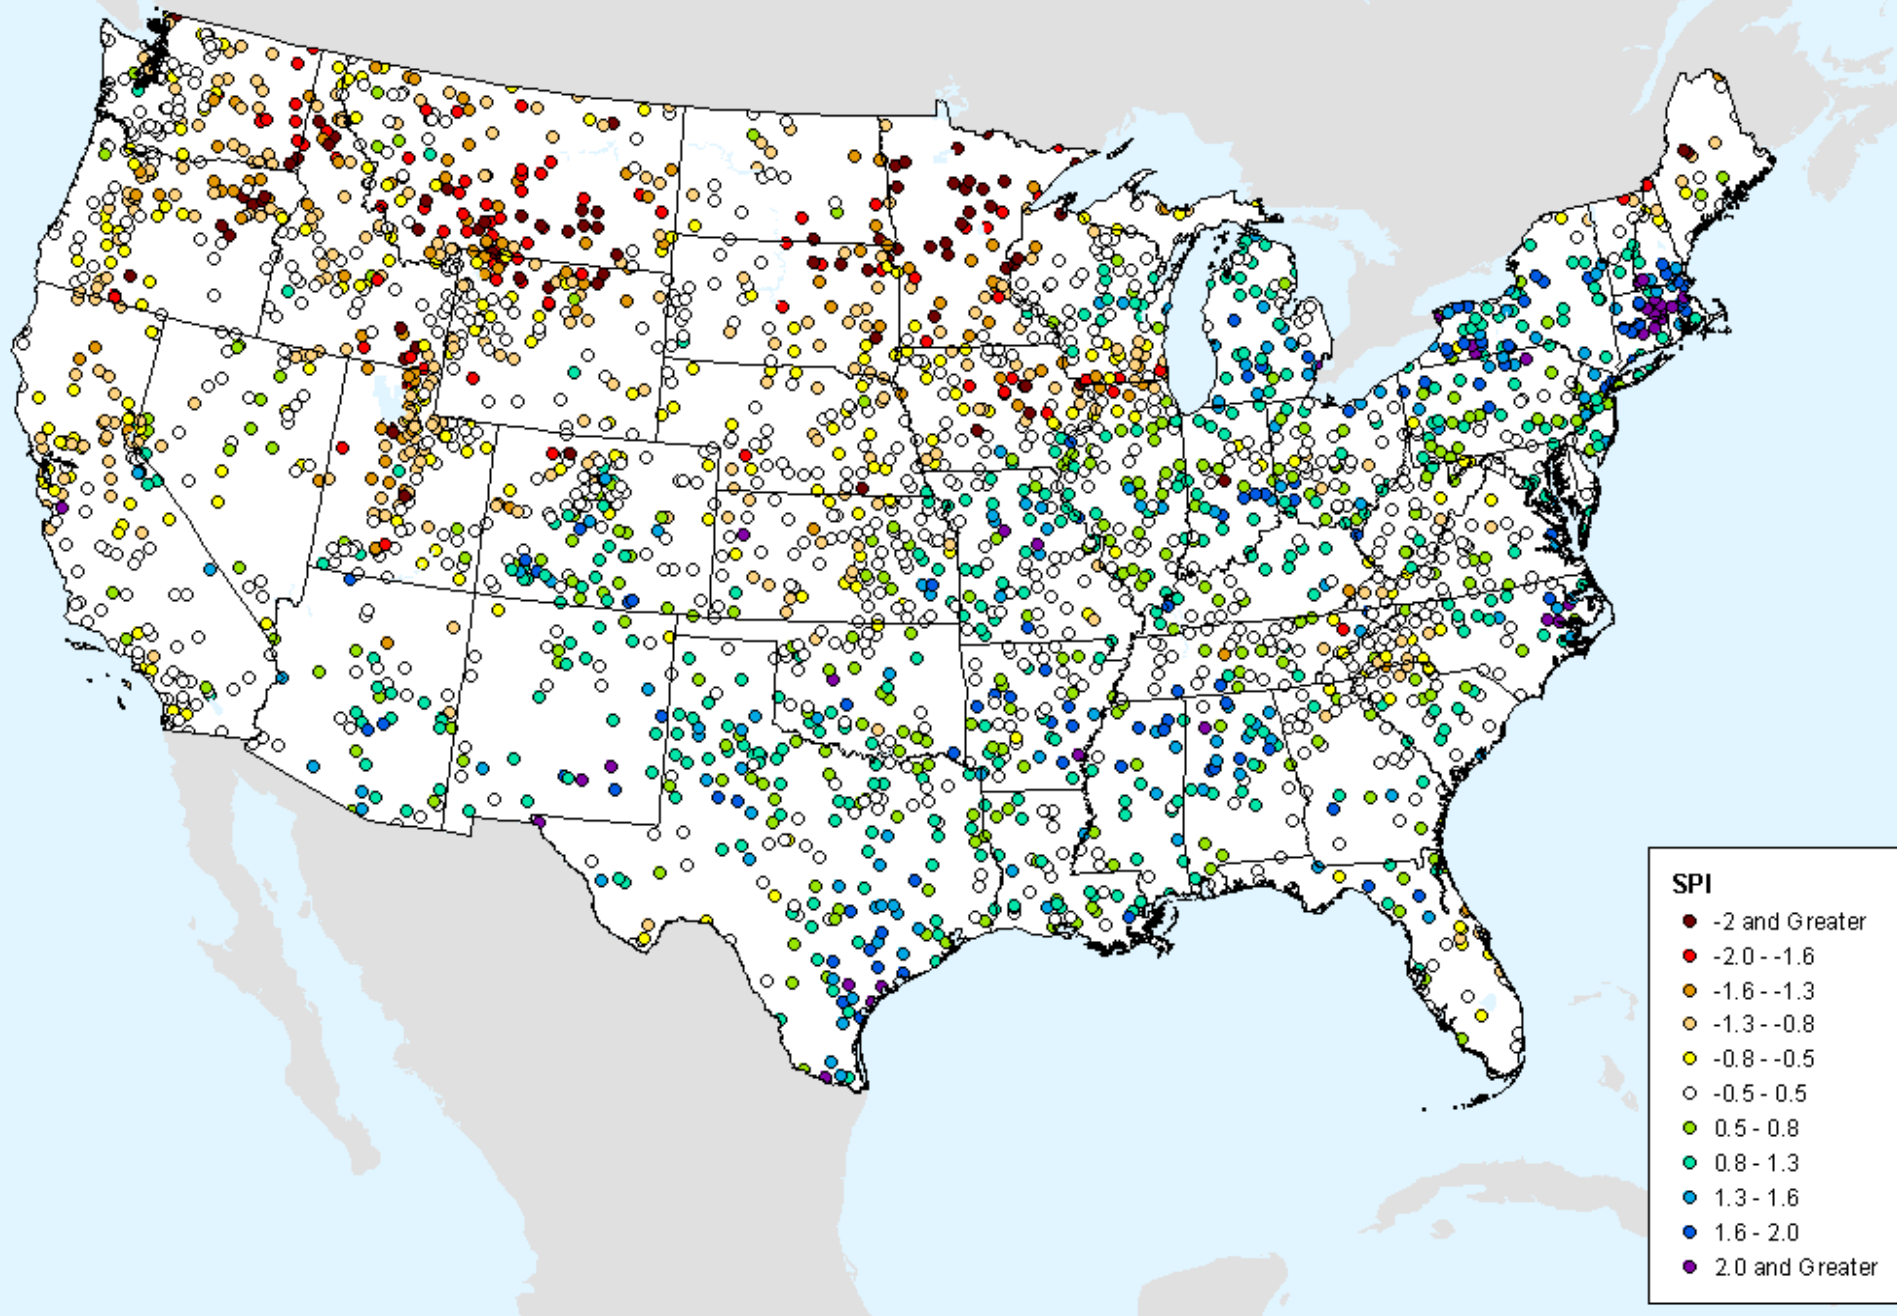 SPI
-2 and Greater
-2.0 - -1.6
-1.6 - -1.3
-1.3 - -0.8
-0.8 - -0.5
-0.5 - 0.5
0.5 - 0.8
0.8 - 1.3
1.3 - 1.6
1.6 - 2.0
2.0 and Greater